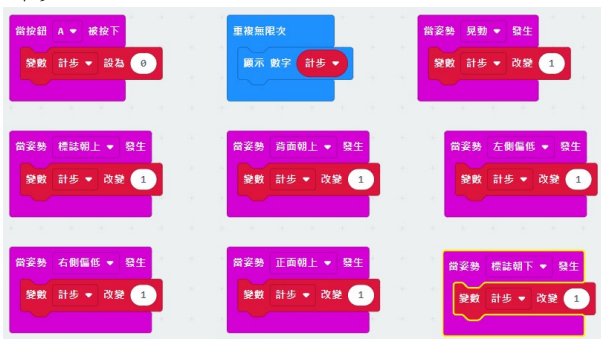 當按鈕 A 被按下
變數 計步 設為 0
重複無限次
顯示 數字 計步
當姿勢 晃動 發生
變數 計步 改變 1
當姿勢 標誌朝上 發生
變數 計步 改變 1
當姿勢 背面朝上 發生
變數 計步 改變 1
當姿勢 左側偏低 發生
變數 計步 改變 1
當姿勢 右側偏低 發生
變數 計步 改變 1
當姿勢 正面朝上 發生
變數 計步 改變 1
當姿勢 標誌朝下 發生
變數 計步 改變 1